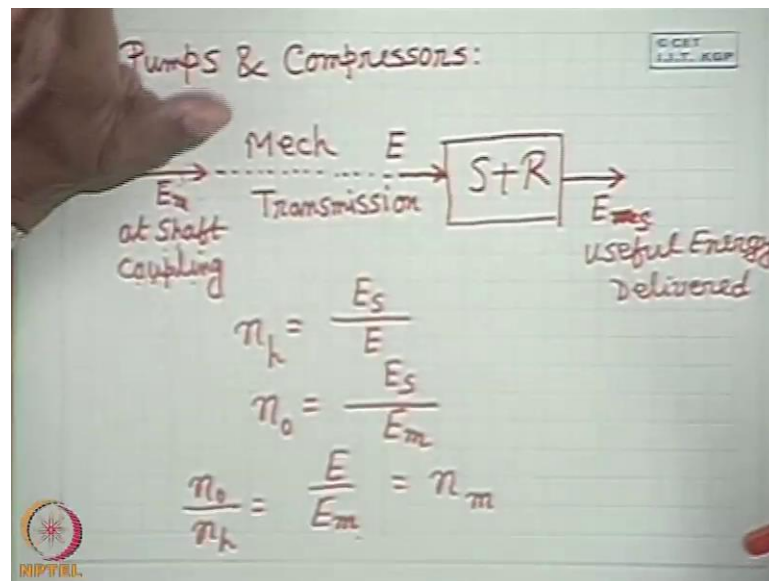 Pumps & Compressors:
© CET
I.I.T. KGP
Mech E
Em
Transmission
S+R
Es
at shaft
coupling
useful Energy
Delivered
ηh = Es / E
ηo = Es / Em
ηo / ηh = E / Em = ηm
NPTEL